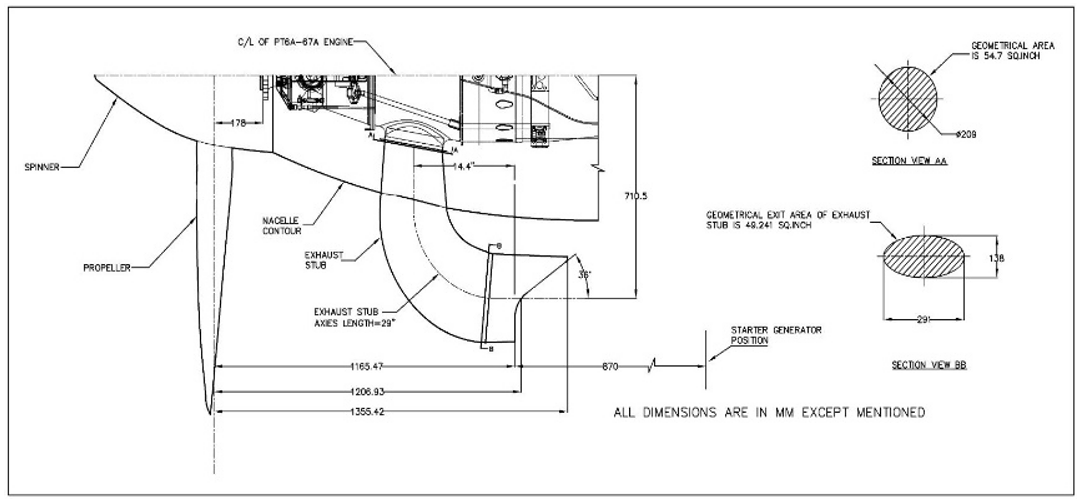 C/L OF PT6A-67A ENGINE
GEOMETRICAL AREA
IS 54.7 SQ.INCH
178
A
A
Ø209
SECTION VIEW AA
SPINNER
14.4"
710.5
NACELLE
CONTOUR
GEOMETRICAL EXIT AREA OF EXHAUST
STUB IS 49.241 SQ.INCH
PROPELLER
EXHAUST
STUB
B
138
EXHAUST STUB
AXIES LENGTH=29"
291
B
STARTER GENERATOR
POSITION
1165.47
670
SECTION VIEW BB
1206.93
1355.42
ALL DIMENSIONS ARE IN MM EXCEPT MENTIONED